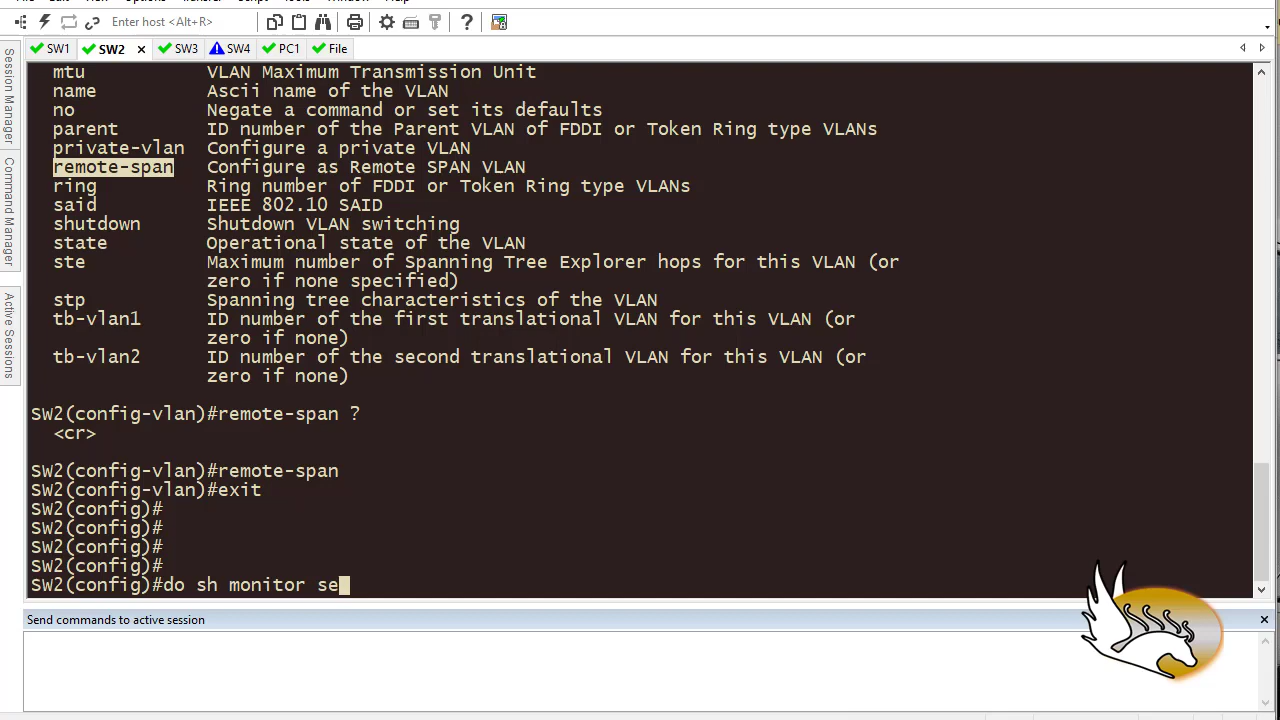 Enter host <Alt+R>
SW1 SW2 SW3 SW4 PC1 File
Session Manager
Command Manager
Active Sessions
mtu VLAN Maximum Transmission Unit
name Ascii name of the VLAN
no Negate a command or set its defaults
parent ID number of the Parent VLAN of FDDI or Token Ring type VLANs
private-vlan Configure a private VLAN
remote-span Configure as Remote SPAN VLAN
ring Ring number of FDDI or Token Ring type VLANs
said IEEE 802.10 SAID
shutdown Shutdown VLAN switching
state Operational state of the VLAN
ste Maximum number of Spanning Tree Explorer hops for this VLAN (or
zero if none specified)
stp Spanning tree characteristics of the VLAN
tb-vlan1 ID number of the first translational VLAN for this VLAN (or
zero if none)
tb-vlan2 ID number of the second translational VLAN for this VLAN (or
zero if none)
SW2(config-vlan)#remote-span ?
<cr>
SW2(config-vlan)#remote-span
SW2(config-vlan)#exit
SW2(config)#
SW2(config)#
SW2(config)#
SW2(config)#
SW2(config)#do sh monitor se
Send commands to active session